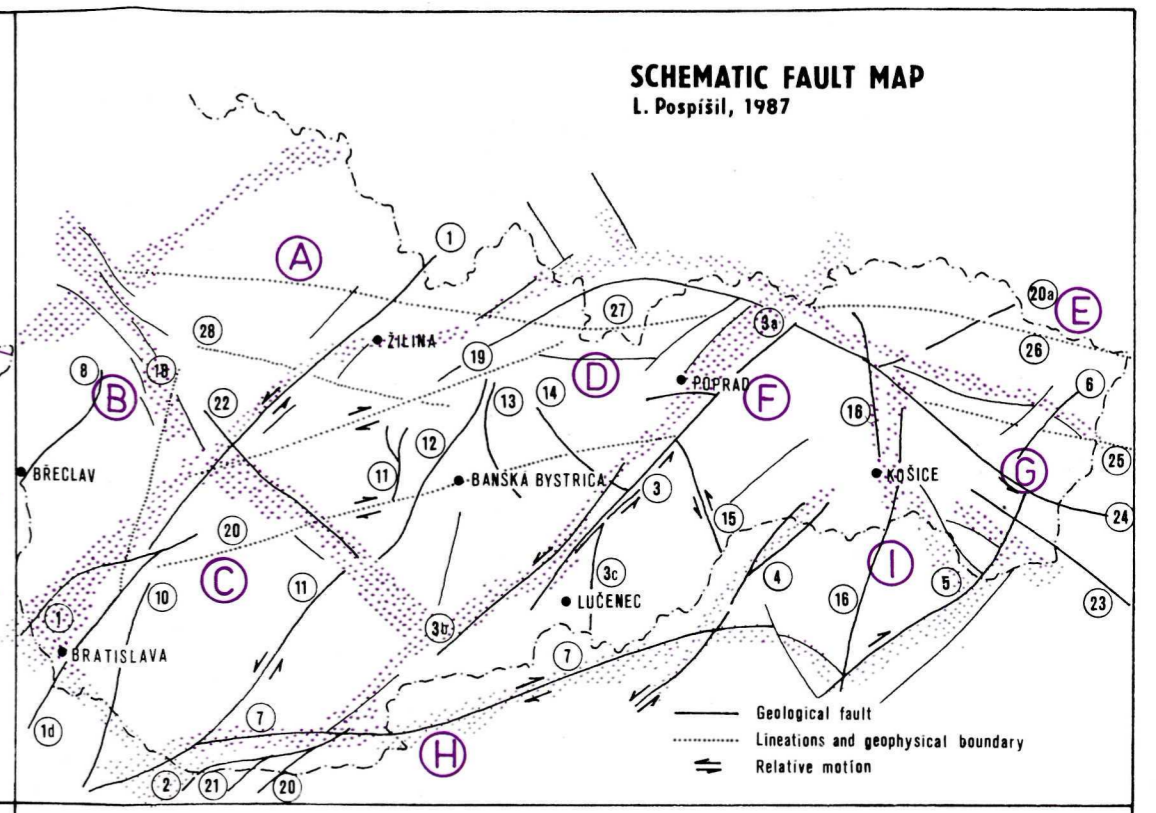 SCHEMATIC FAULT MAP
L. Pospíšil, 1987
1
A
20a
E
27
3a
28
ŽILINA
19
26
8
18
D
POPRAD
F
6
B
22
13
14
16
12
11
25
BŘECLAV
BANSKÁ BYSTRICA
3
KOŠICE
G
20
15
24
C
3c
I
10
11
4
16
5
23
1
3b
LUČENEC
BRATISLAVA
7
1d
7
Geological fault
H
Lineations and geophysical boundary
2
21
20
Relative motion